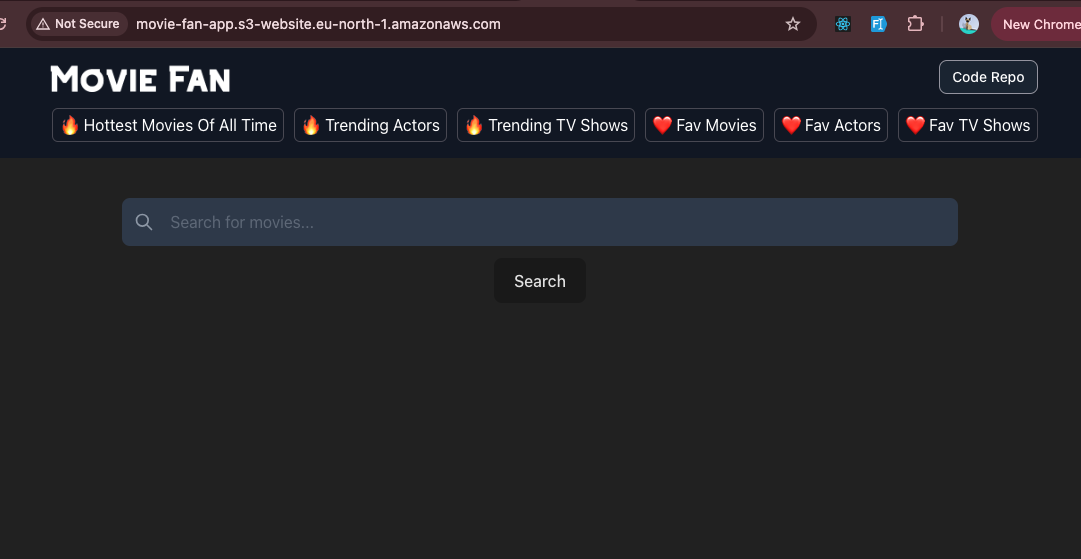 Not Secure movie-fan-app.s3-website.eu-north-1.amazonaws.com New Chrome
Movie Fan Code Repo
🔥 Hottest Movies Of All Time 🔥 Trending Actors 🔥 Trending TV Shows ❤️ Fav Movies ❤️ Fav Actors ❤️ Fav TV Shows
Search for movies...
Search